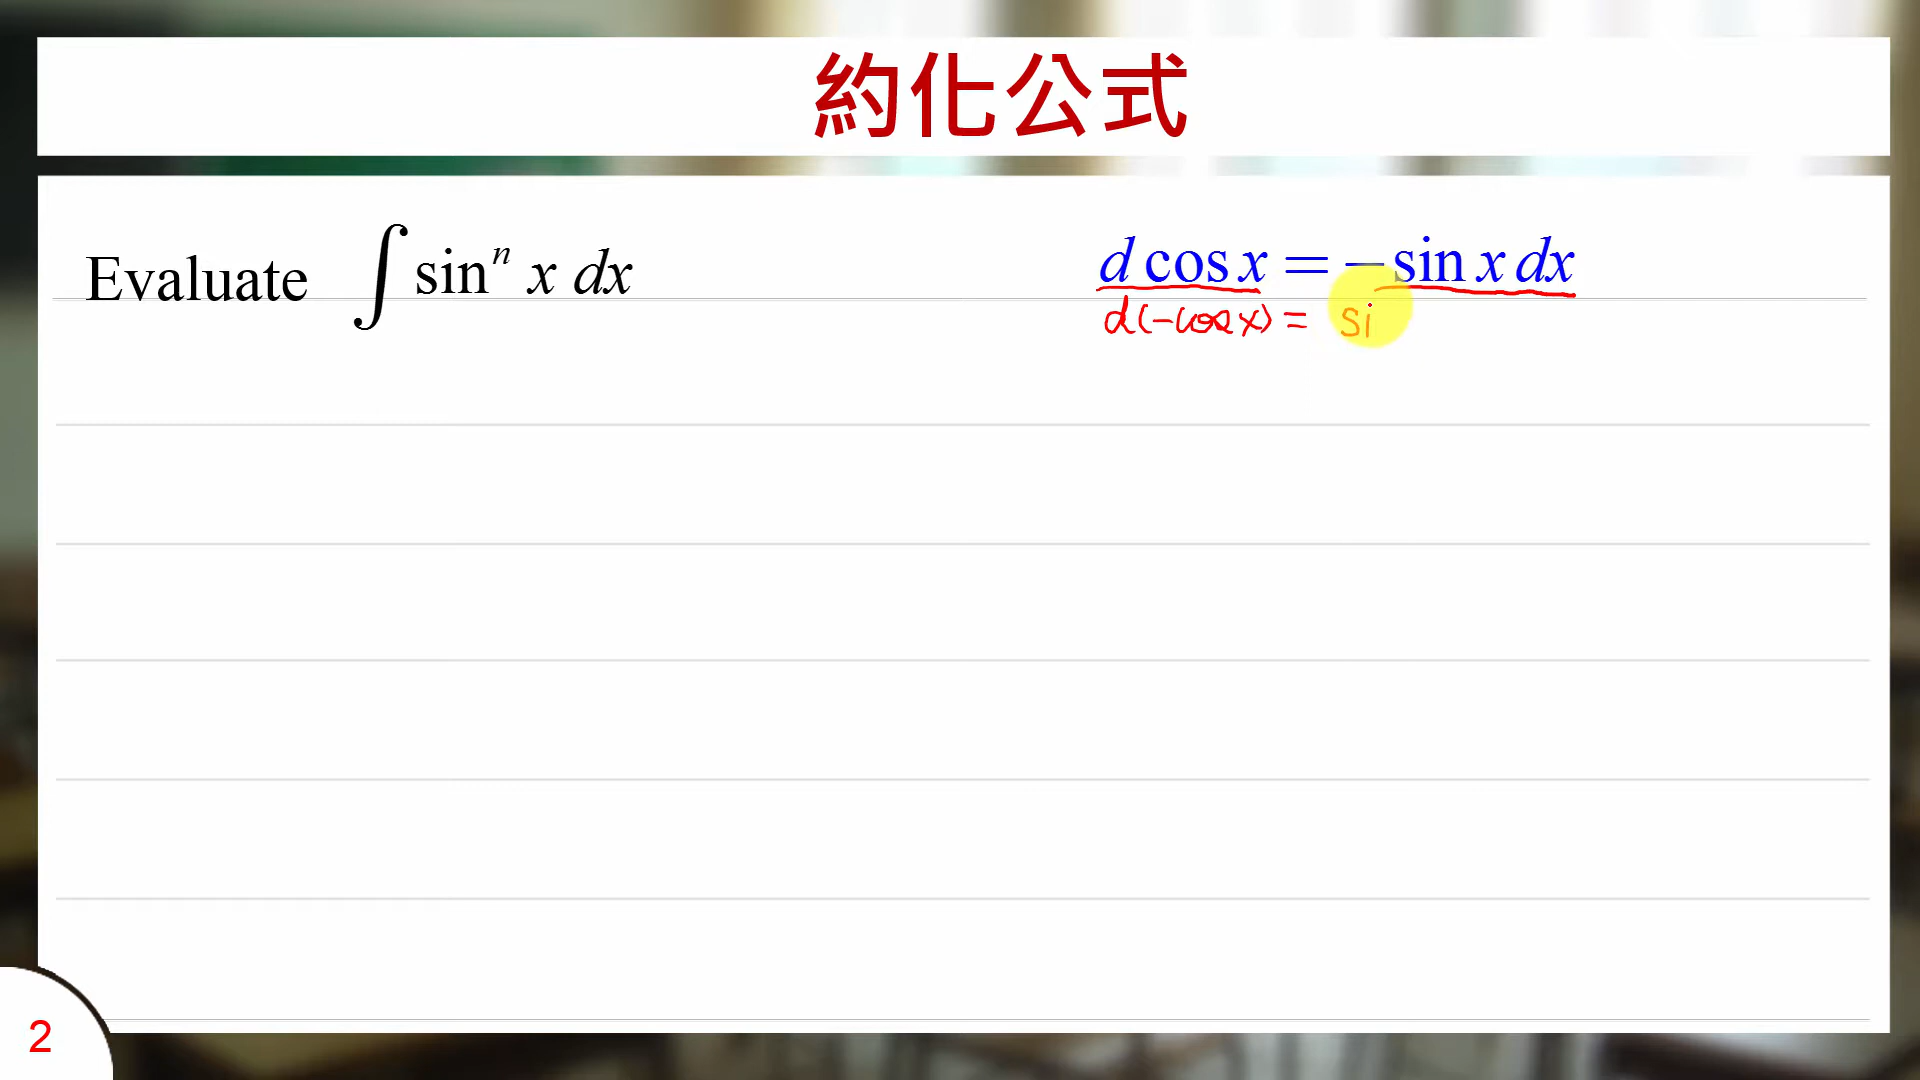 約化公式
Evaluate ∫ sinⁿ x dx
d cos x = − sin x dx
d(−cos x) = si
2